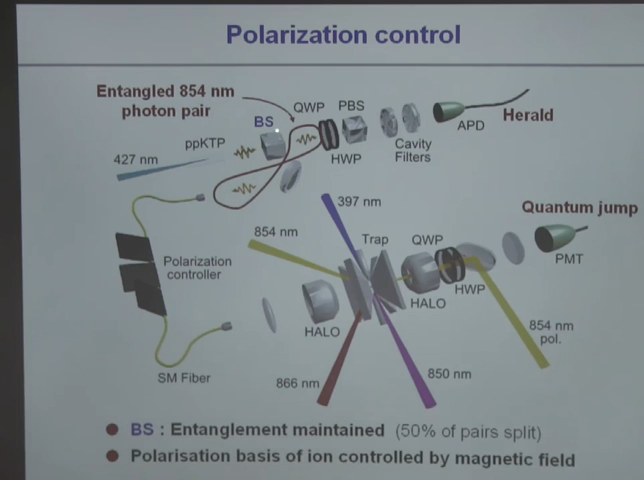 Polarization control
Entangled 854 nm
photon pair
QWP
PBS
BS
APD
Herald
ppKTP
HWP
Cavity
Filters
427 nm
397 nm
Quantum jump
854 nm
Trap
QWP
PMT
Polarization
controller
HWP
HALO
HALO
854 nm
pol.
SM Fiber
866 nm
850 nm
BS : Entanglement maintained (50% of pairs split)
Polarisation basis of ion controlled by magnetic field